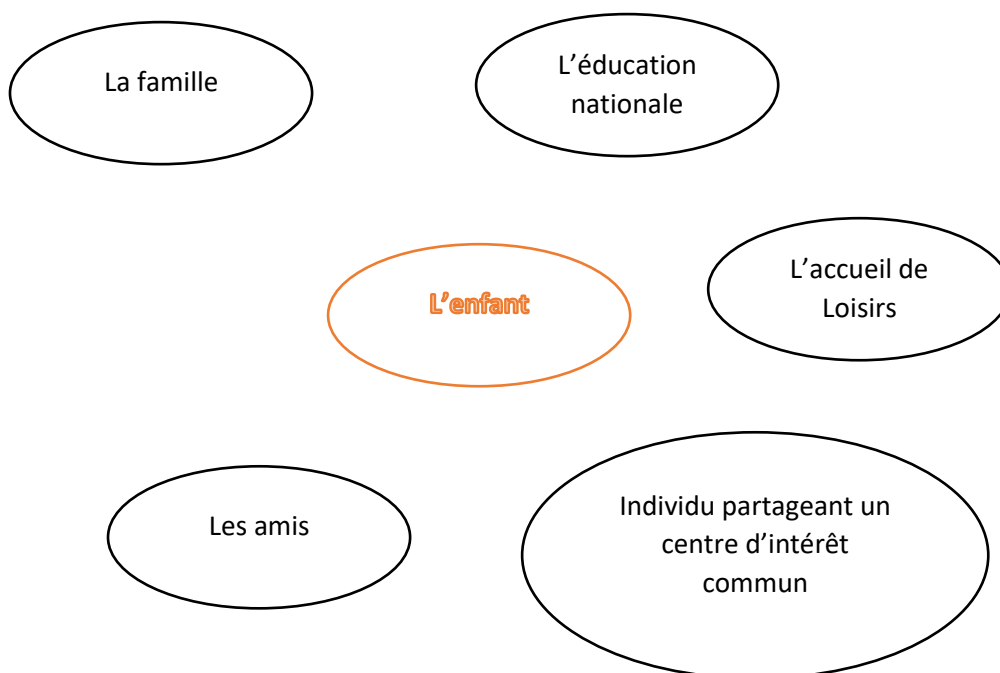 La famille
L’éducation
nationale
L’enfant
L’accueil de
Loisirs
Les amis
Individu partageant un
centre d’intérêt
commun